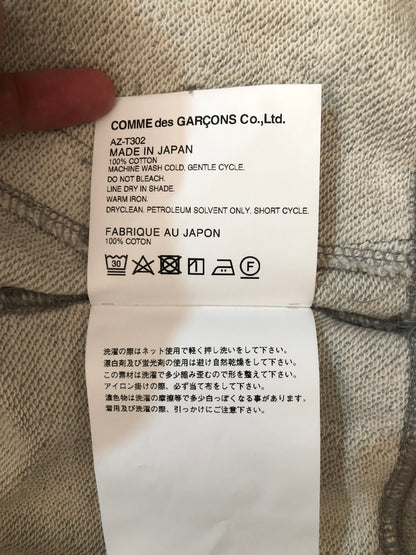 COMME des GARÇONS Co.,Ltd.
AZ-T302
MADE IN JAPAN
100% COTTON
MACHINE WASH COLD, GENTLE CYCLE.
DO NOT BLEACH.
LINE DRY IN SHADE.
WARM IRON.
DRYCLEAN, PETROLEUM SOLVENT ONLY, SHORT CYCLE.
FABRIQUE AU JAPON
100% COTON
30 F
洗濯の際はネット使用で軽く押し洗いをして下さい。
漂白剤及び蛍光剤の使用は避け自然乾燥をして下さい。
この素材は洗濯で多少縮み歪むので形を整えて下さい。
アイロン掛けの際、必ず当て布をして下さい。
濃色物は洗濯の摩擦等で多少白っぽくなる事が有ります。
着用及び洗濯の際、引っかけにご注意下さい。